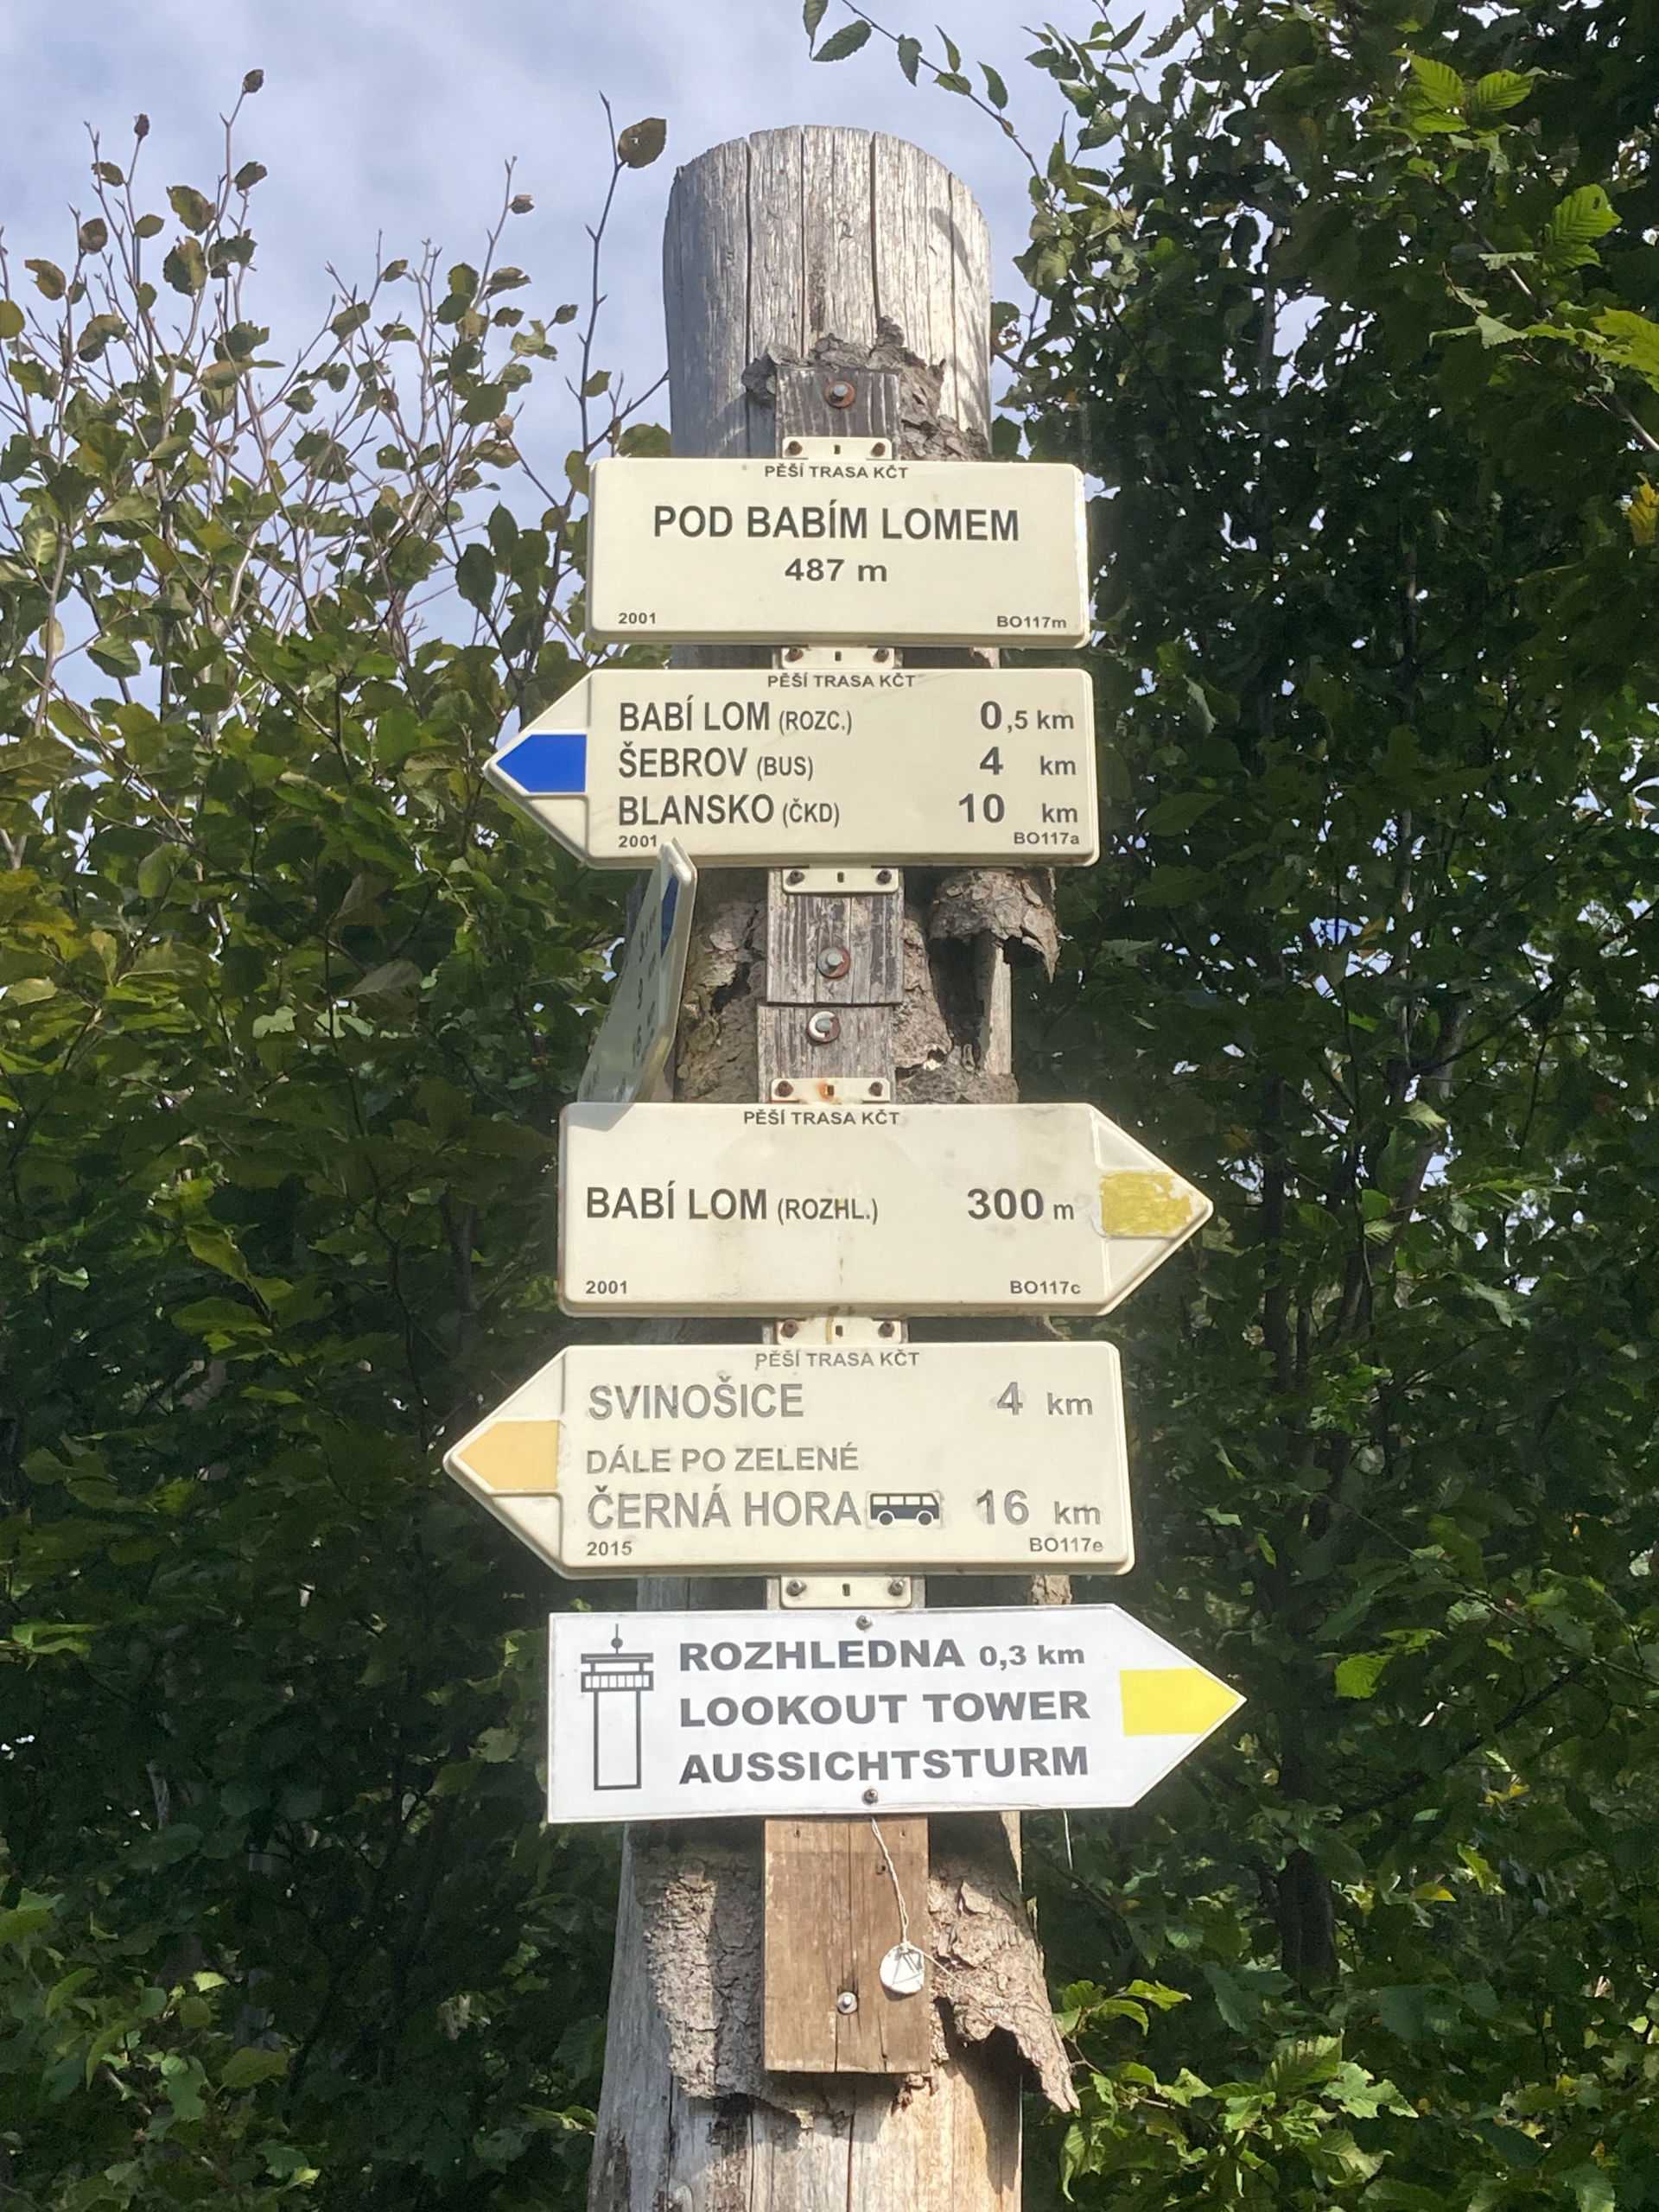 PĚŠÍ TRASA KČT
POD BABÍM LOMEM
487 m
2001 BO117m
PĚŠÍ TRASA KČT
BABÍ LOM (ROZC.) 0,5 km
ŠEBROV (BUS) 4 km
BLANSKO (ČKD) 10 km
2001 BO117a
PĚŠÍ TRASA KČT
BABÍ LOM (ROZHL.) 300 m
2001 BO117c
PĚŠÍ TRASA KČT
SVINOŠICE 4 km
DÁLE PO ZELENÉ
ČERNÁ HORA 16 km
2015 BO117e
ROZHLEDNA 0,3 km
LOOKOUT TOWER
AUSSICHTSTURM